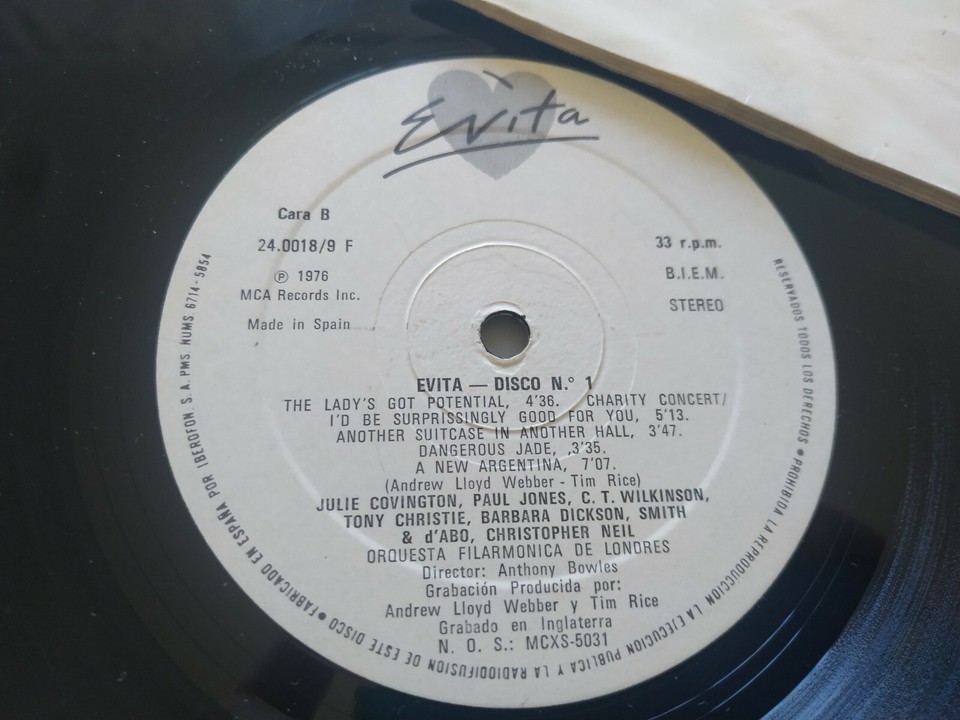 Evita
Cara B
24.0018/9 F
℗ 1976
MCA Records Inc.
Made in Spain
33 r.p.m.
B.I.E.M.
STEREO
EVITA — DISCO N.° 1
THE LADY'S GOT POTENTIAL, 4'36. CHARITY CONCERT/
I'D BE SURPRISSINGLY GOOD FOR YOU, 5'13.
ANOTHER SUITCASE IN ANOTHER HALL, 3'47.
DANGEROUS JADE, 3'35.
A NEW ARGENTINA, 7'07.
(Andrew Lloyd Webber - Tim Rice)
JULIE COVINGTON, PAUL JONES, C. T. WILKINSON,
TONY CHRISTIE, BARBARA DICKSON, SMITH
& d'ABO, CHRISTOPHER NEIL
ORQUESTA FILARMONICA DE LONDRES
Director: Anthony Bowles
Grabación Producida por:
Andrew Lloyd Webber y Tim Rice
Grabado en Inglaterra
N. O. S.: MCXS-5031
RESERVADOS TODOS LOS DERECHOS • PROHIBIDA LA REPRODUCCION LA EJECUCION PUBLICA Y LA RADIODIFUSION DE ESTE DISCO • FABRICADO EN ESPAÑA POR IBEROFON. S. A. PMS. NUMS. 6714-5854